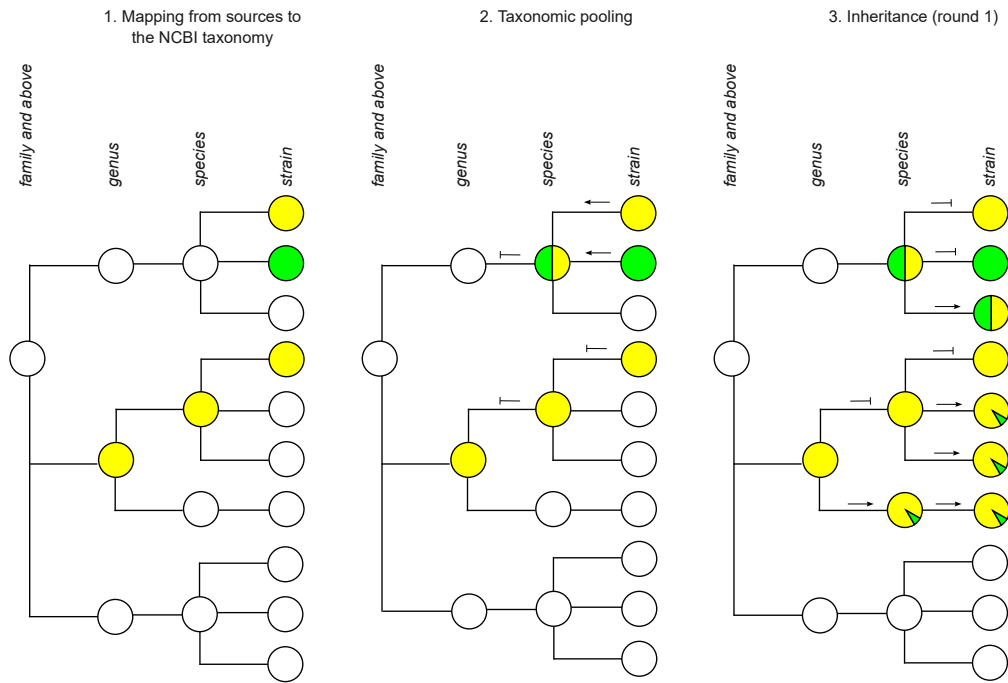 1. Mapping from sources to
the NCBI taxonomy
2. Taxonomic pooling
3. Inheritance (round 1)
family and above
genus
species
strain
family and above
genus
species
strain
family and above
genus
species
strain